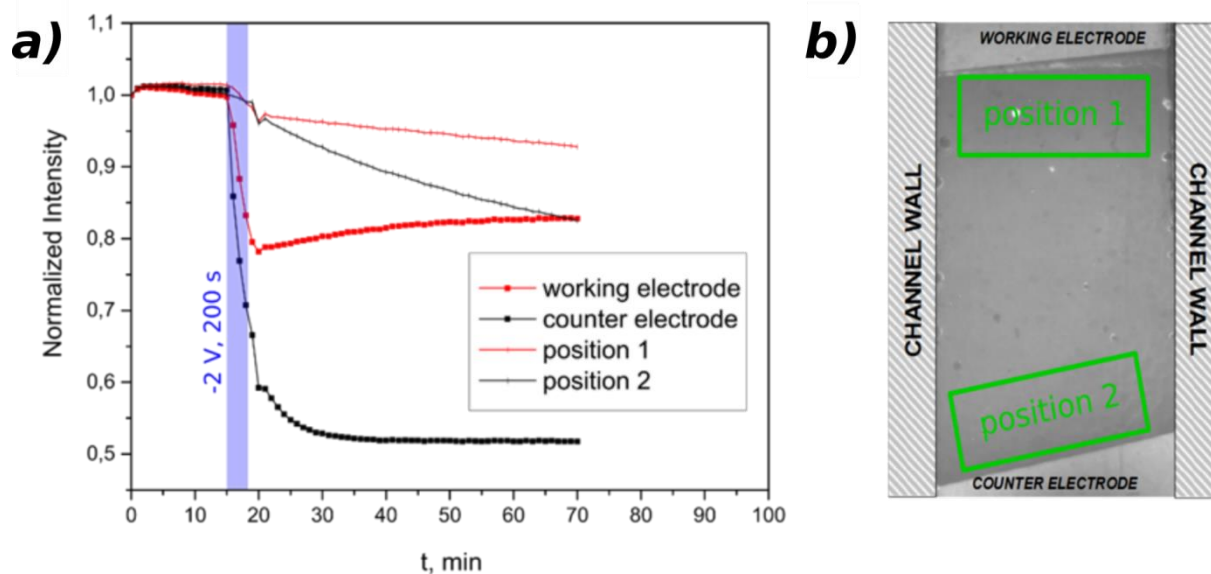 a)
Normalized Intensity
1,1
1,0
0,9
0,8
0,7
0,6
0,5
-2 V, 200 s
working electrode
counter electrode
position 1
position 2
0 10 20 30 40 50 60 70 80 90 100
t, min
b)
WORKING ELECTRODE
position 1
CHANNEL WALL
CHANNEL WALL
position 2
COUNTER ELECTRODE